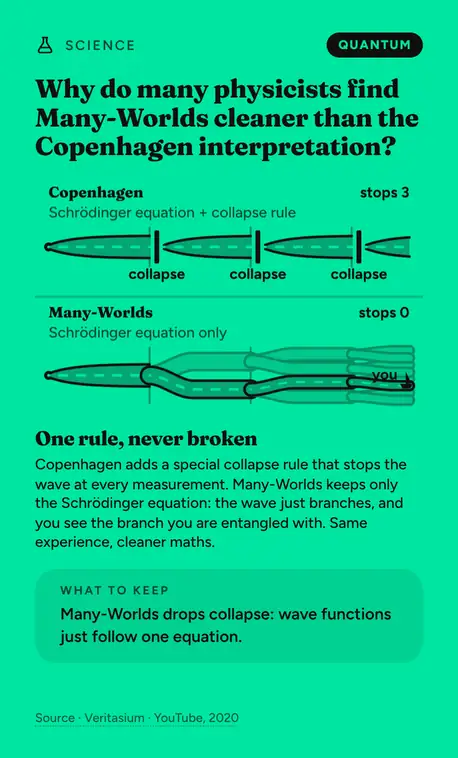 SCIENCE
QUANTUM
Why do many physicists find
Many-Worlds cleaner than the
Copenhagen interpretation?
Copenhagen
stops 3
Schrödinger equation + collapse rule
collapse
collapse
collapse
Many-Worlds
stops 0
Schrödinger equation only
you
One rule, never broken
Copenhagen adds a special collapse rule that stops the
wave at every measurement. Many-Worlds keeps only
the Schrödinger equation: the wave just branches, and
you see the branch you are entangled with. Same
experience, cleaner maths.
WHAT TO KEEP
Many-Worlds drops collapse: wave functions
just follow one equation.
Source · Veritasium · YouTube, 2020